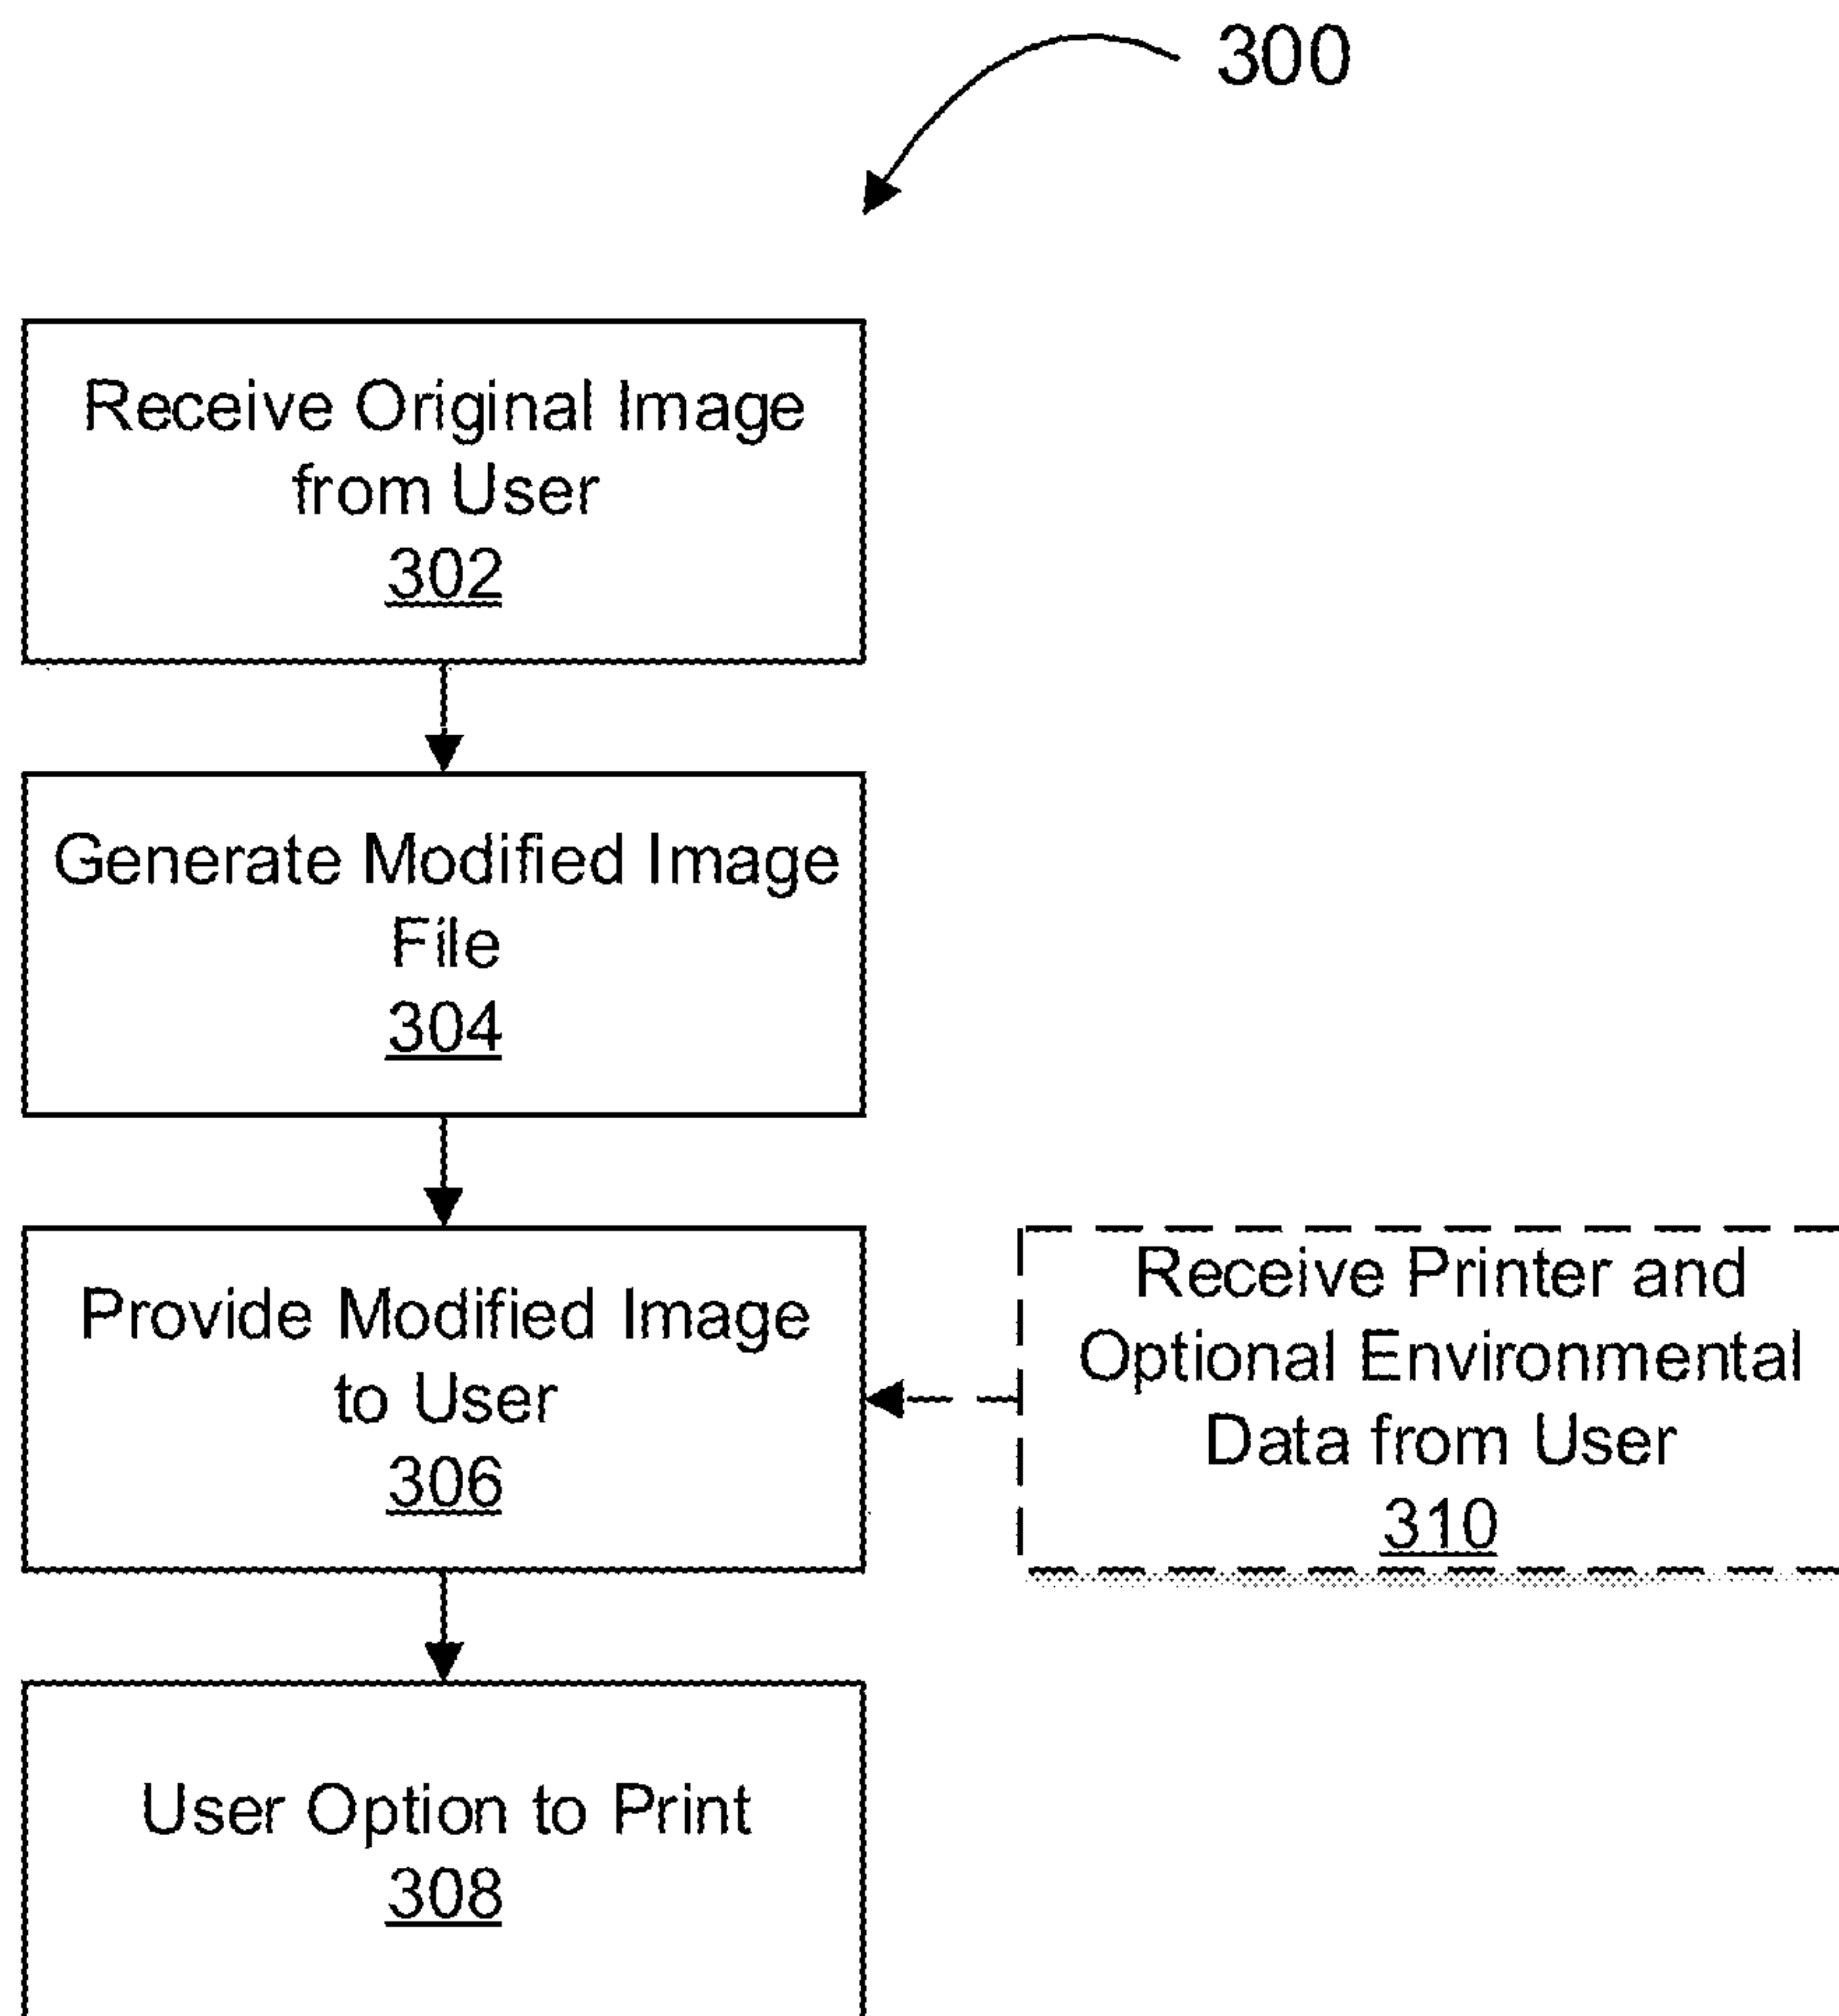 300
Receive Original Image
from User
302
Generate Modified Image
File
304
Provide Modified Image
to User
306
Receive Printer and
Optional Environmental
Data from User
310
User Option to Print
308